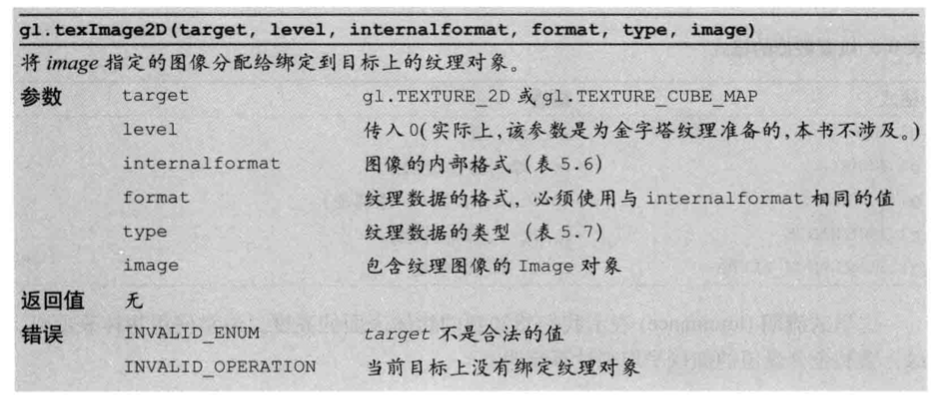 gl.texImage2D(target, level, internalformat, format, type, image)
将 image 指定的图像分配给绑定到目标上的纹理对象。
参数 target gl.TEXTURE_2D 或 gl.TEXTURE_CUBE_MAP
level 传入0(实际上,该参数是为金字塔纹理准备的,本书不涉及。)
internalformat 图像的内部格式（表 5.6）
format 纹理数据的格式，必须使用与 internalformat 相同的值
type 纹理数据的类型（表 5.7）
image 包含纹理图像的 Image 对象
返回值 无
错误 INVALID_ENUM target 不是合法的值
INVALID_OPERATION 当前目标上没有绑定纹理对象